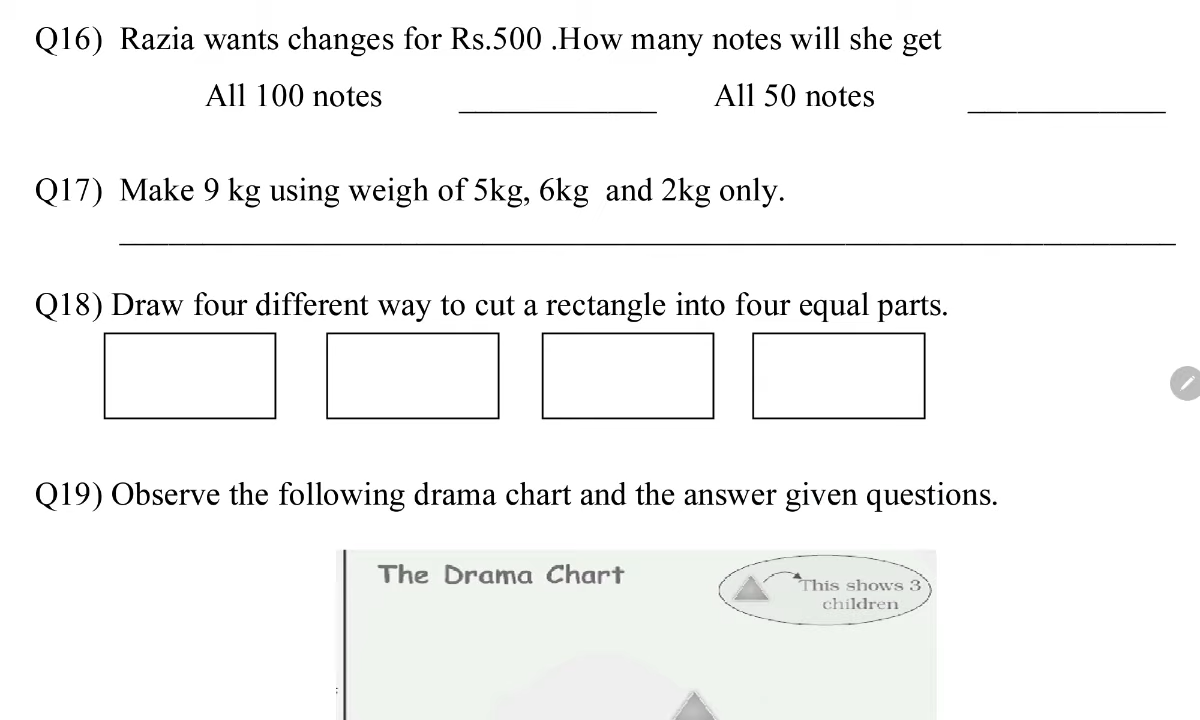 Q16) Razia wants changes for Rs.500 .How many notes will she get
All 100 notes ____________ All 50 notes ____________
Q17) Make 9 kg using weigh of 5kg, 6kg and 2kg only.
Q18) Draw four different way to cut a rectangle into four equal parts.
Q19) Observe the following drama chart and the answer given questions.
The Drama Chart
This shows 3
children